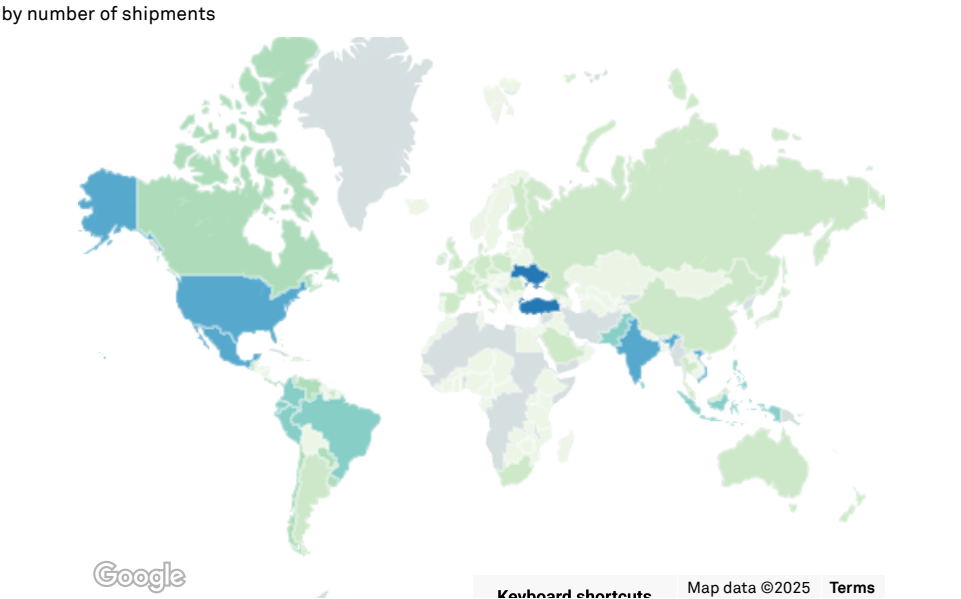 by number of shipments
Google
Keyboard shortcuts
Map data ©2025
Terms